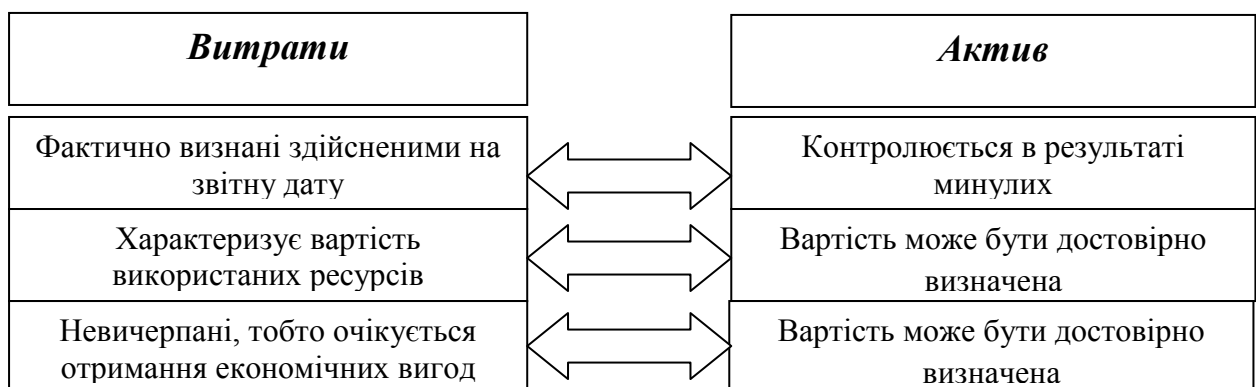 Витрати
Актив
Фактично визнані здійсненими на
звітну дату
Контролюється в результаті
минулих
Характеризує вартість
використаних ресурсів
Вартість може бути достовірно
визначена
Невичерпані, тобто очікується
отримання економічних вигод
Вартість може бути достовірно
визначена